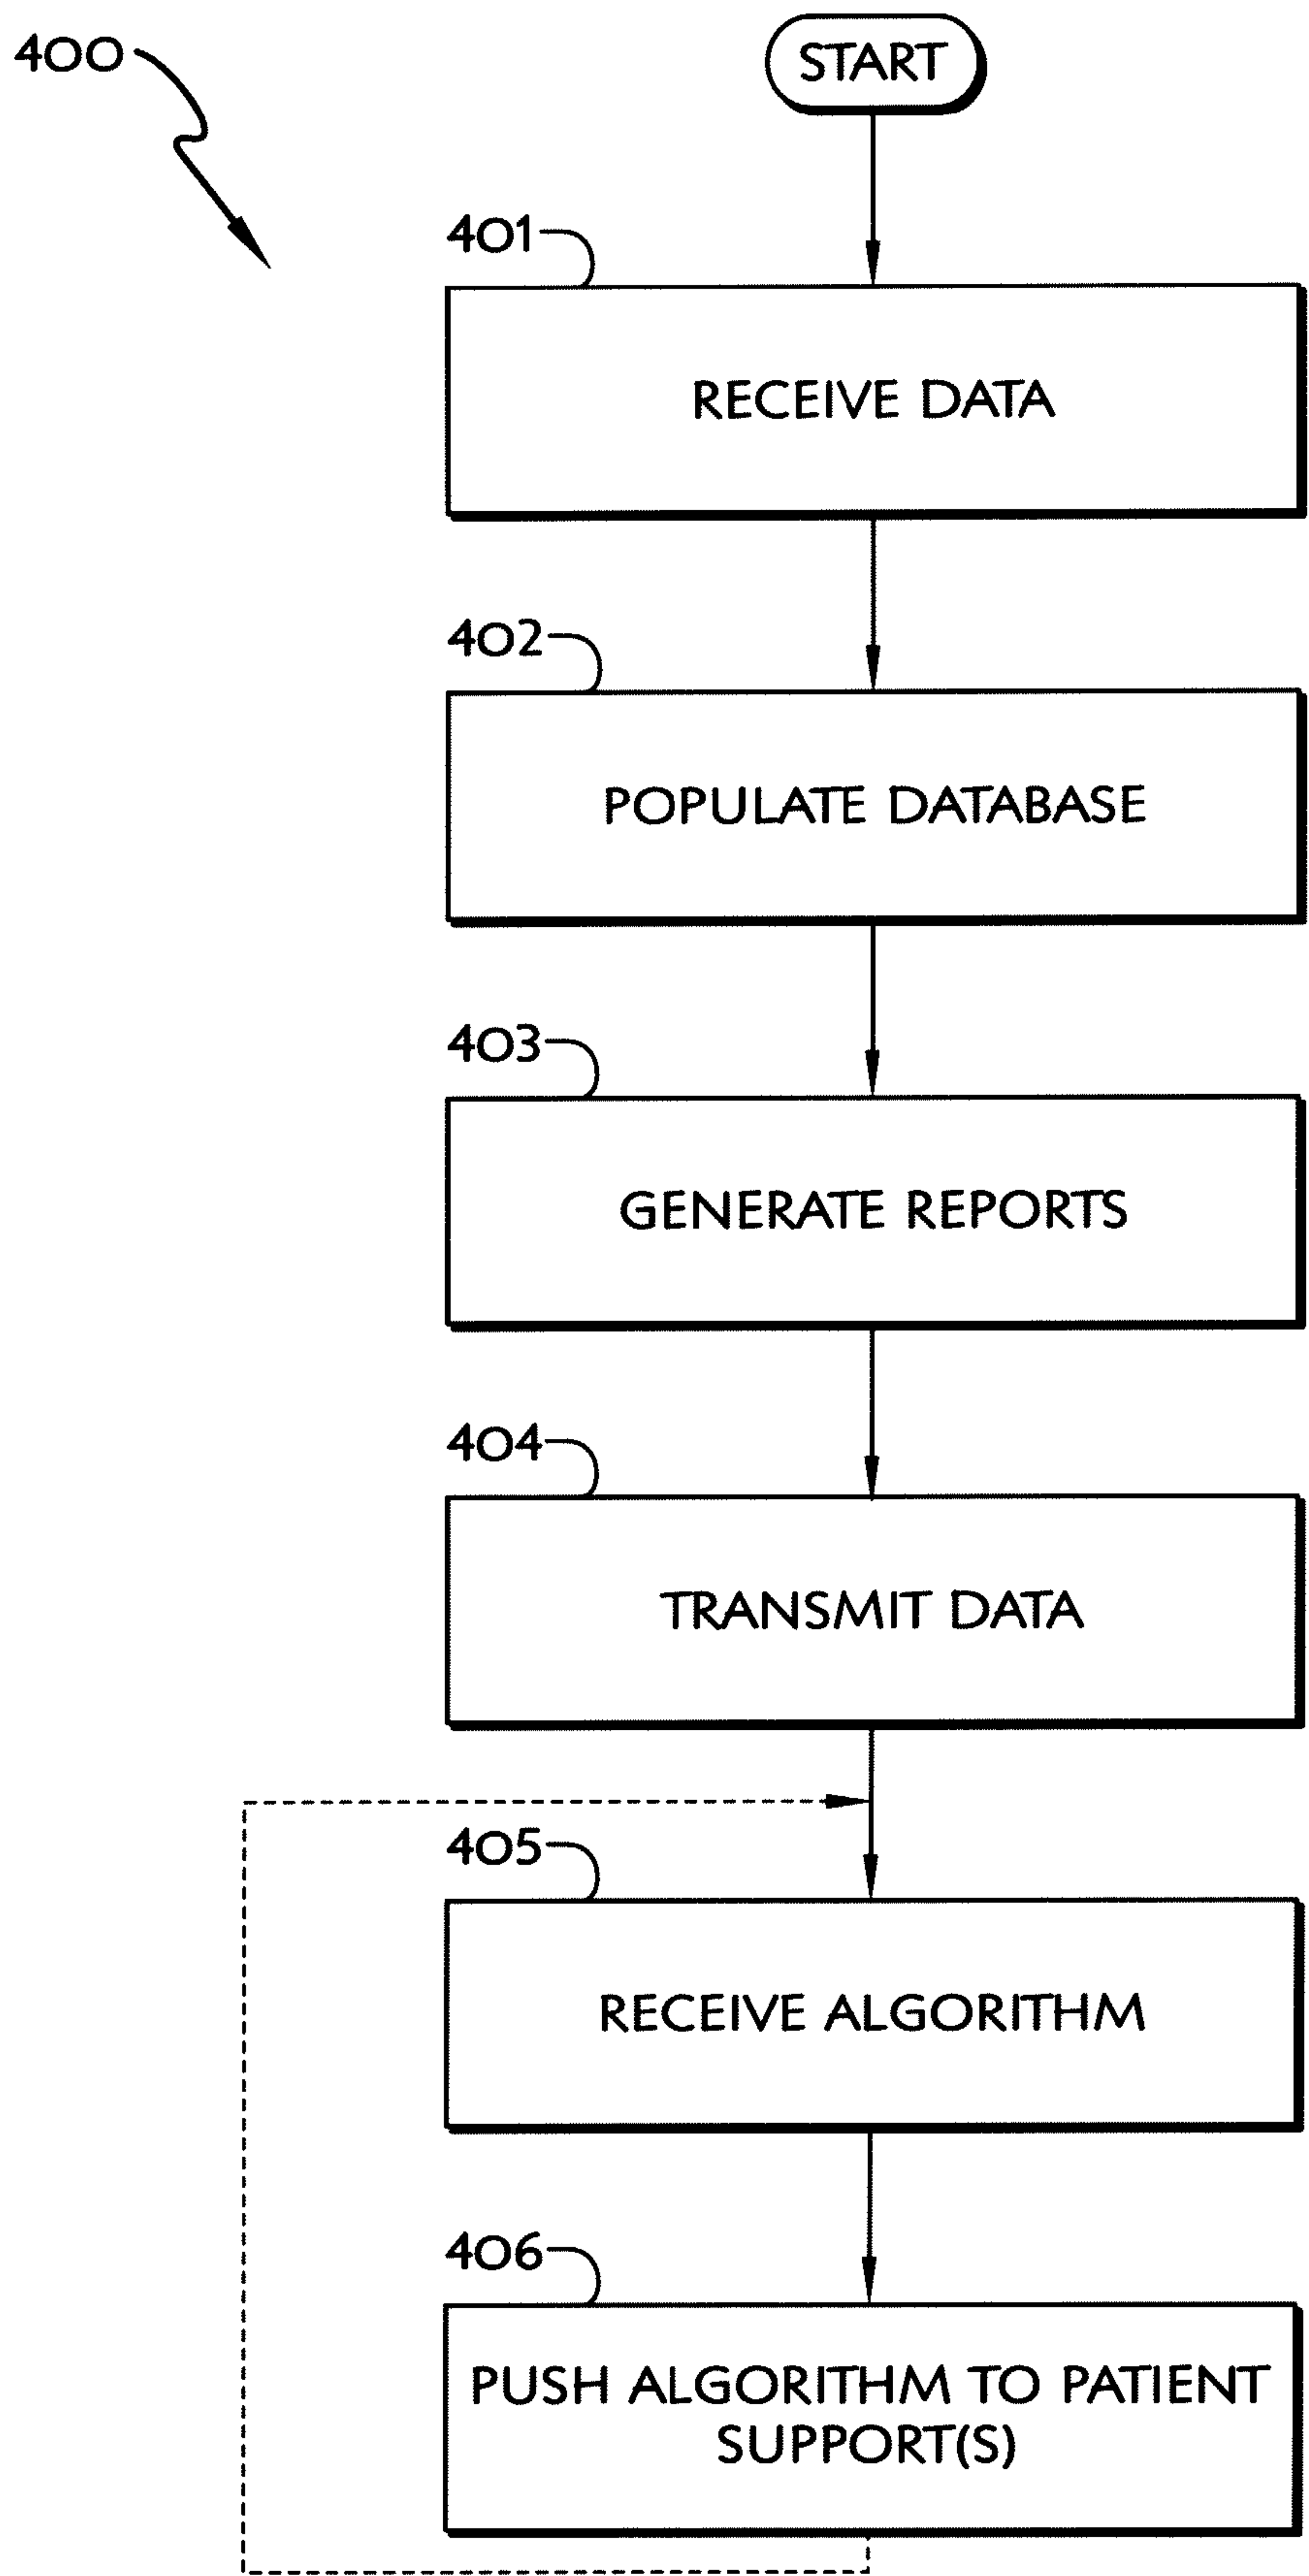 400
START
401
RECEIVE DATA
402
POPULATE DATABASE
403
GENERATE REPORTS
404
TRANSMIT DATA
405
RECEIVE ALGORITHM
406
PUSH ALGORITHM TO PATIENT
SUPPORT(S)